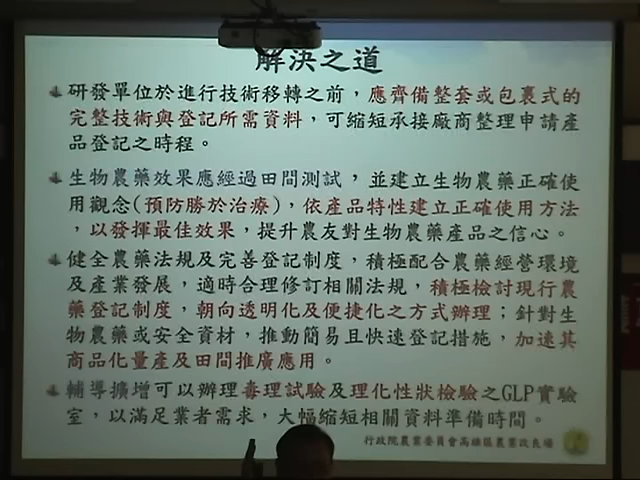 解決之道
研發單位於進行技術移轉之前，應齊備整套或包裹式的
完整技術與登記所需資料，可縮短承接廠商整理申請產
品登記之時程。
生物農藥效果應經過田間測試，並建立生物農藥正確使
用觀念(預防勝於治療)，依產品特性建立正確使用方法
，以發揮最佳效果，提升農友對生物農藥產品之信心。
健全農藥法規及完善登記制度，積極配合農藥經營環境
及產業發展，適時合理修訂相關法規，積極檢討現行農
藥登記制度，朝向透明化及便捷化之方式辦理；針對生
物農藥或安全資材，推動簡易且快速登記措施，加速其
商品化量產及田間推廣應用。
輔導擴增可以辦理毒理試驗及理化性狀檢驗之GLP實驗
室，以滿足業者需求，大幅縮短相關資料準備時間。
行政院農業委員會高雄區農業改良場